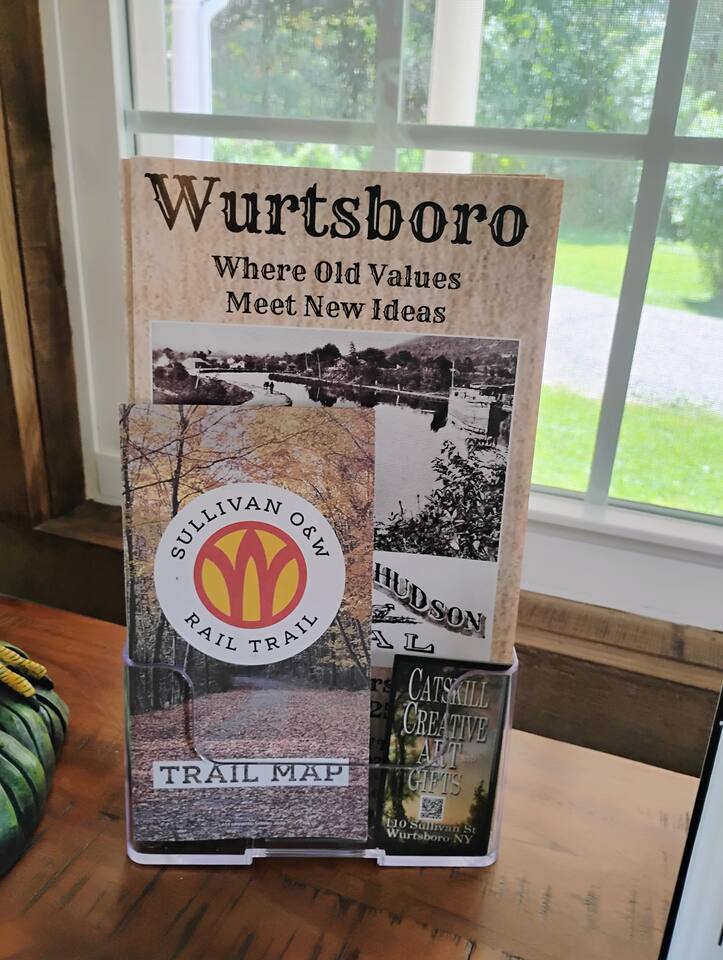 Wurtsboro
Where Old Values
Meet New Ideas
HUDSON
AL
SULLIVAN O&W
W
RAIL TRAIL
TRAIL MAP
CATSKILL
CREATIVE
ART
GIFTS
110 Sullivan St
Wurtsboro NY